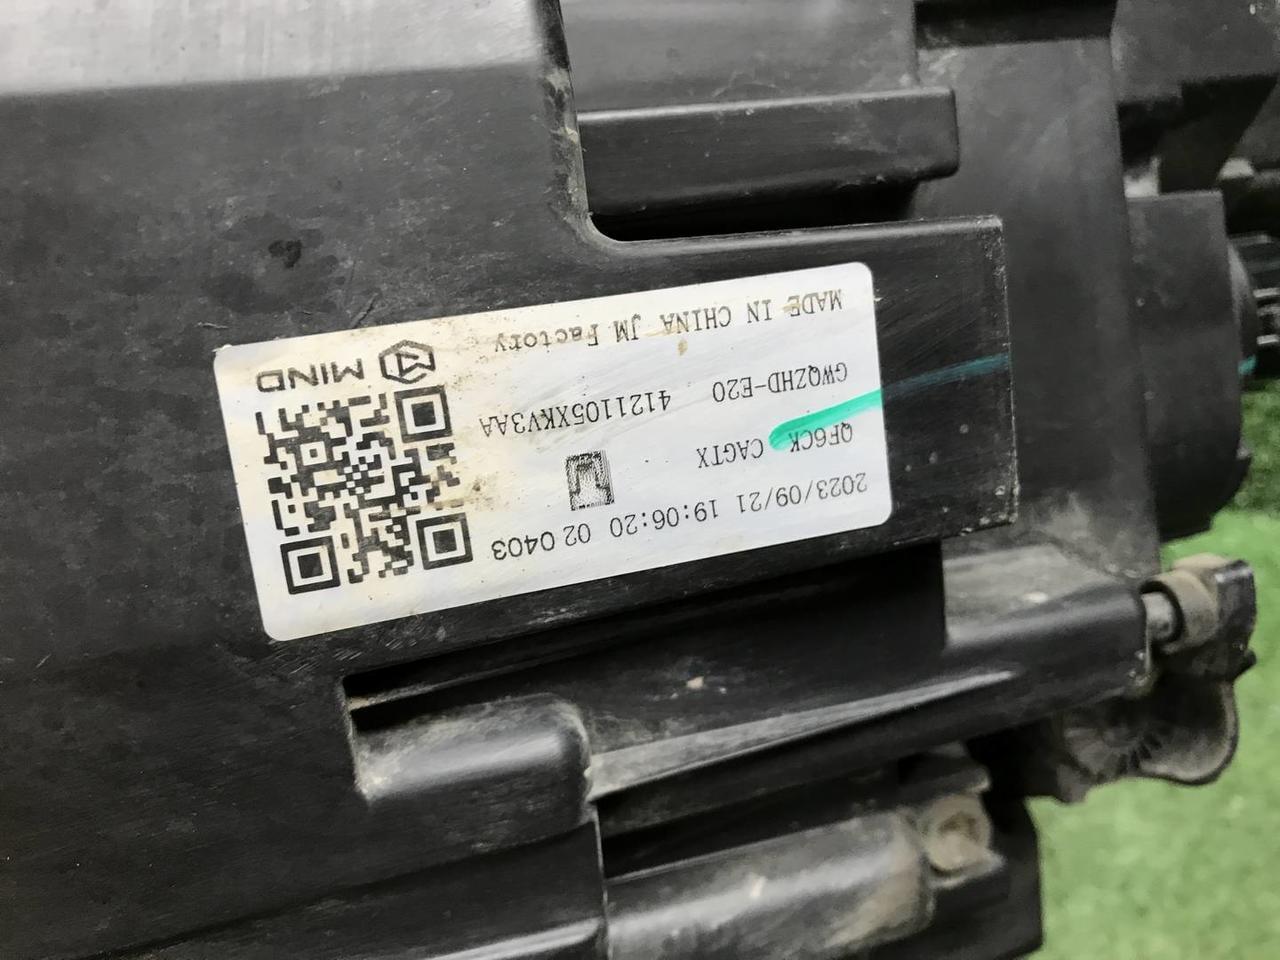 2023/09/21 19:06:20 02 0403
QF6CK CAGTX
GWQZHD-E20 4121105XKV3AA
MADE IN CHINA JM Factory
MIND